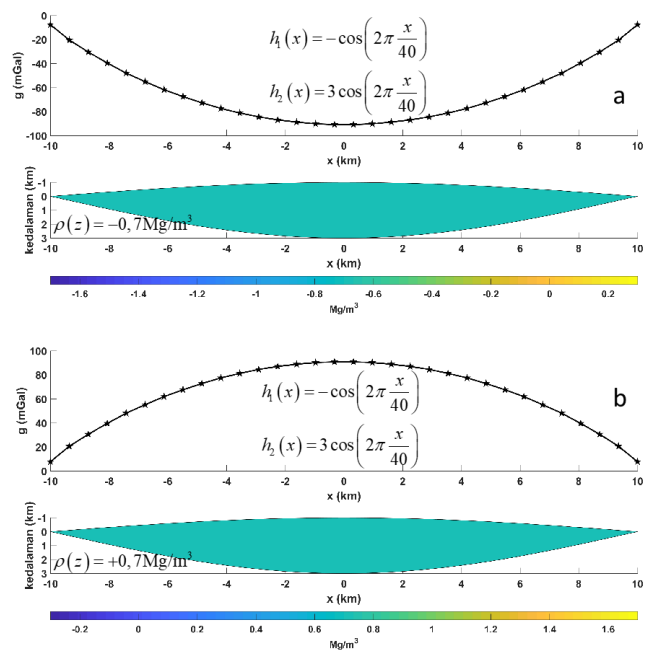 g (mGal)
0
-20
-40
-60
-80
-100
h₁(x) = −cos(2π x/40)
h₂(x) = 3cos(2π x/40)
a
-10 -8 -6 -4 -2 0 2 4 6 8 10
x (km)
kedalaman (km)
-1
0
1
2
3
ρ(z) = −0,7Mg/m³
-10 -8 -6 -4 -2 0 2 4 6 8 10
x (km)
-1.6 -1.4 -1.2 -1 -0.8 -0.6 -0.4 -0.2 0 0.2
Mg/m³
g (mGal)
100
80
60
40
20
0
h₁(x) = −cos(2π x/40)
h₂(x) = 3cos(2π x/40)
b
-10 -8 -6 -4 -2 0 2 4 6 8 10
x (km)
kedalaman (km)
-1
0
1
2
3
ρ(z) = +0,7Mg/m³
-10 -8 -6 -4 -2 0 2 4 6 8 10
x (km)
-0.2 0 0.2 0.4 0.6 0.8 1 1.2 1.4 1.6
Mg/m³